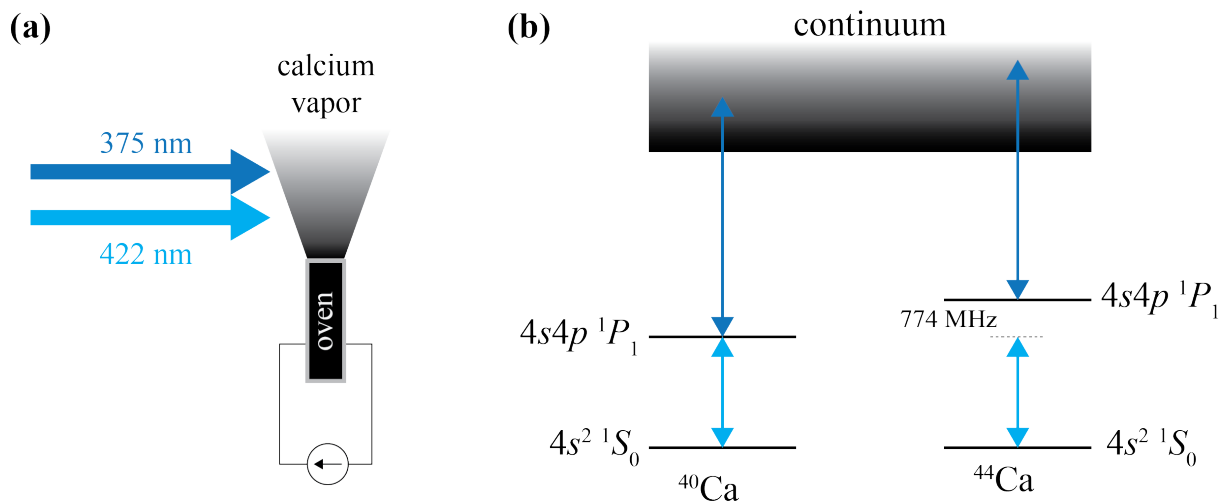 (a)
calcium
vapor
375 nm
422 nm
oven
(b)
continuum
4s4p ¹P₁
4s² ¹S₀
⁴⁰Ca
4s4p ¹P₁
774 MHz
4s² ¹S₀
⁴⁴Ca